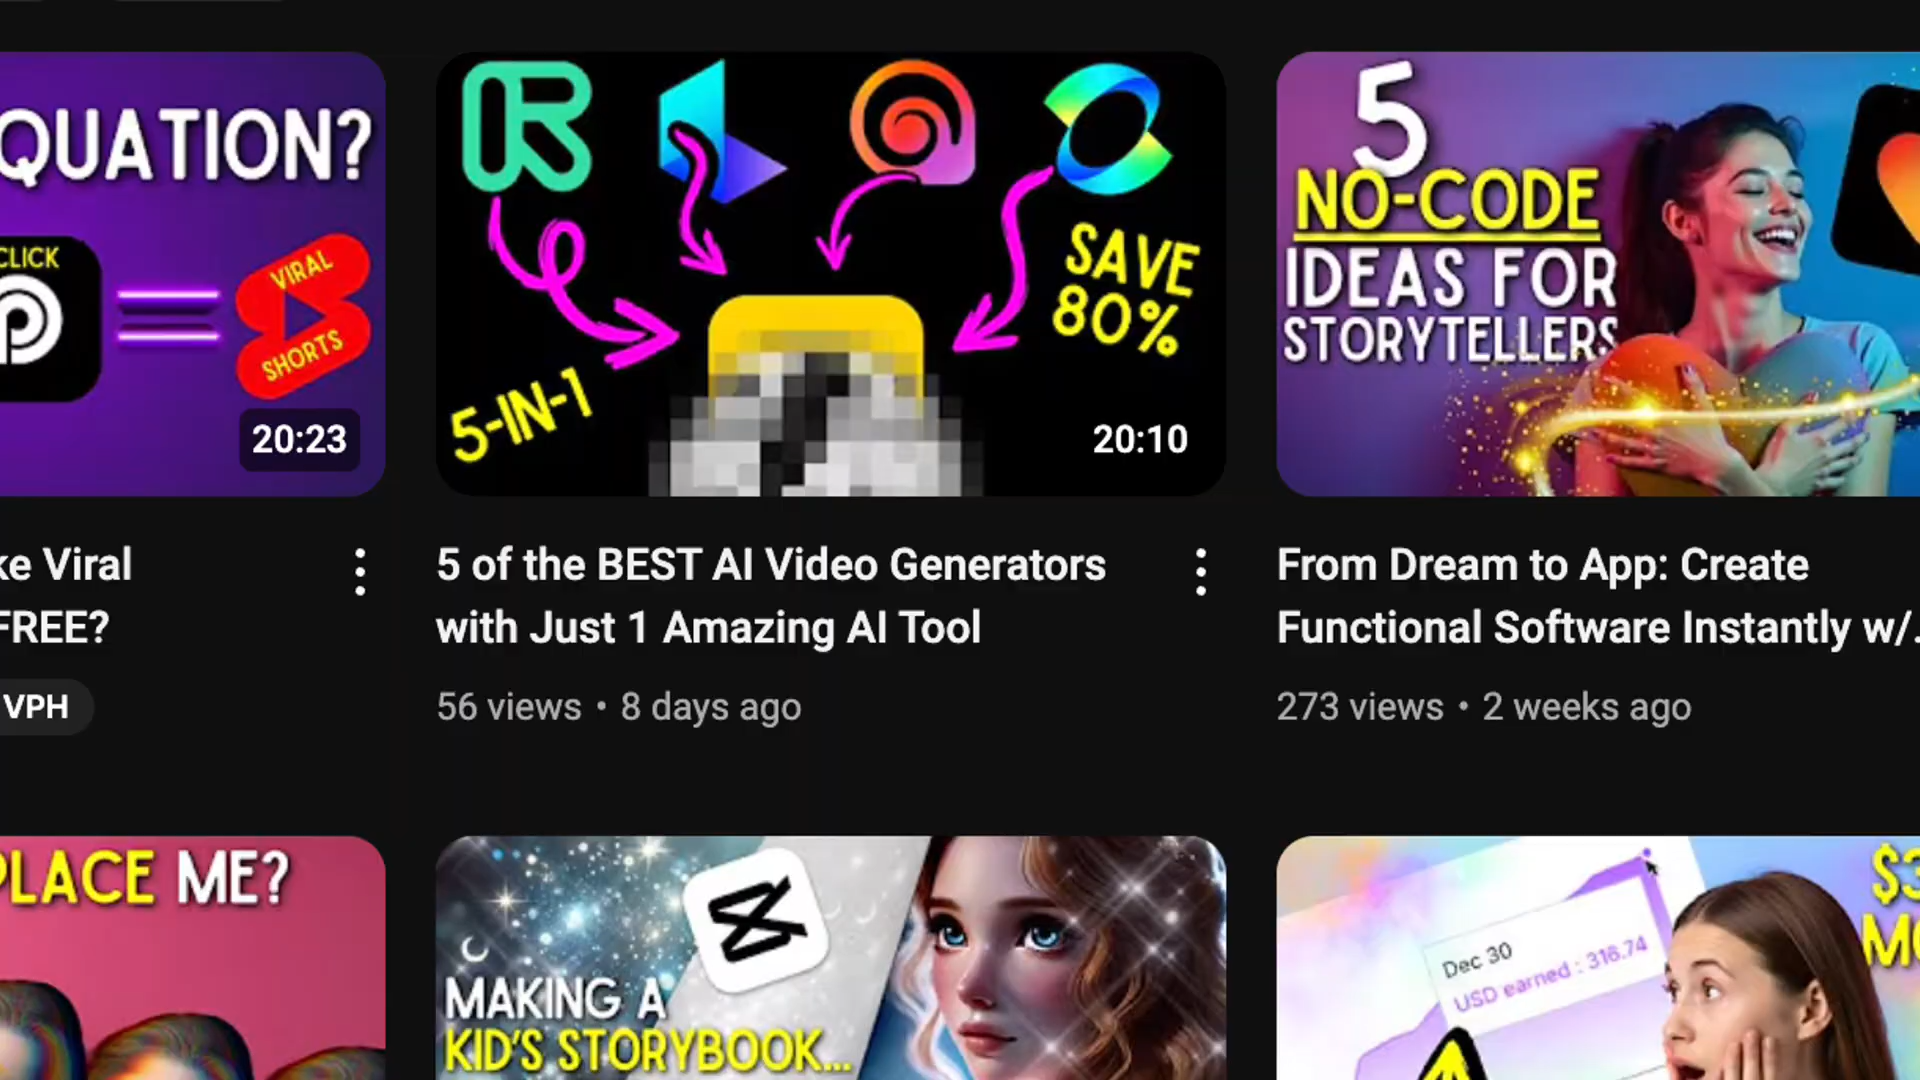 QUATION?
CLICK
VIRAL
SHORTS
20:23
SAVE
80%
5-IN-1
20:10
5
NO-CODE
IDEAS FOR
STORYTELLERS
ke Viral
FREE?
VPH
5 of the BEST AI Video Generators
with Just 1 Amazing AI Tool
56 views • 8 days ago
From Dream to App: Create
Functional Software Instantly w/.
273 views • 2 weeks ago
PLACE ME?
MAKING A
KID'S STORYBOOK...
Dec 30
USD earned : 316.74
$3
MO